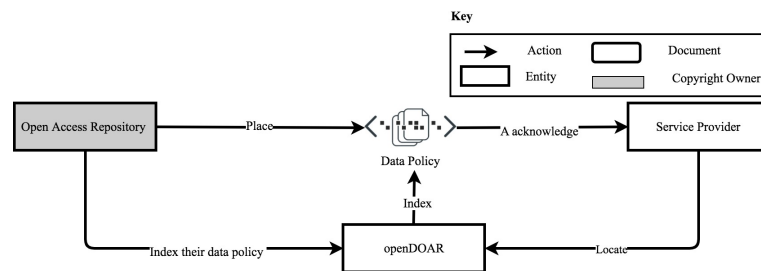 Key
Action
Document
Entity
Copyright Owner
Open Access Repository
Place
Data Policy
A acknowledge
Service Provider
Index
Index their data policy
openDOAR
Locate